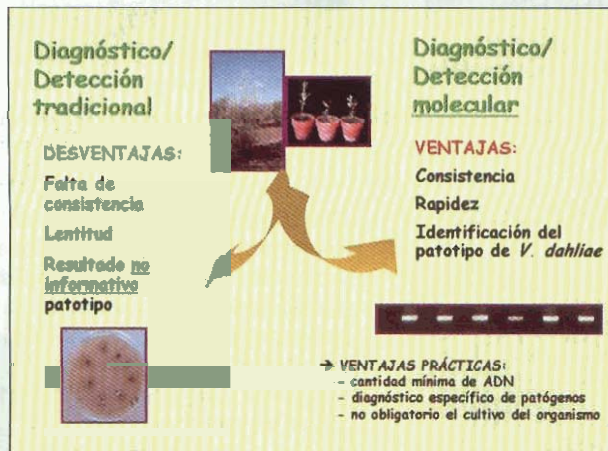 Diagnóstico/
Detección
tradicional
DESVENTAJAS:
Falta de
consistencia
Lentitud
Resultado no
informativo
patotipo
Diagnóstico/
Detección
molecular
VENTAJAS:
Consistencia
Rapidez
Identificación del
patotipo de V. dahliae
→ VENTAJAS PRÁCTICAS:
- cantidad mínima de ADN
- diagnóstico específico de patógenos
- no obligatorio el cultivo del organismo